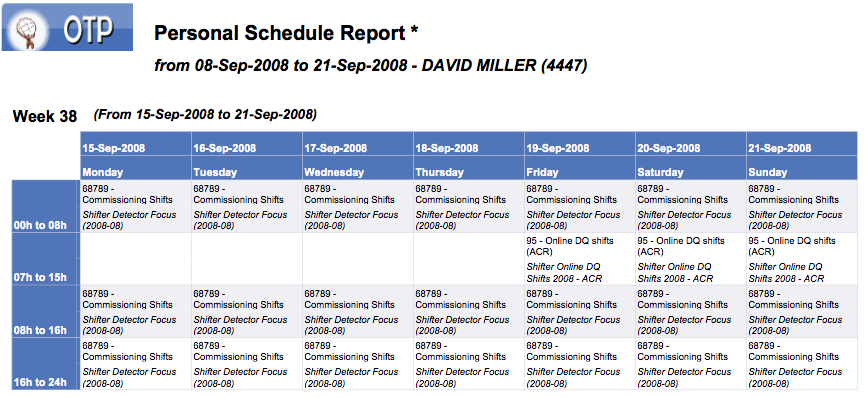 OTP
Personal Schedule Report *
from 08-Sep-2008 to 21-Sep-2008 - DAVID MILLER (4447)
Week 38 (From 15-Sep-2008 to 21-Sep-2008)
15-Sep-2008 16-Sep-2008 17-Sep-2008 18-Sep-2008 19-Sep-2008 20-Sep-2008 21-Sep-2008
Monday Tuesday Wednesday Thursday Friday Saturday Sunday
68789 - 68789 - 68789 - 68789 - 68789 - 68789 - 68789 -
Commissioning Shifts Commissioning Shifts Commissioning Shifts Commissioning Shifts Commissioning Shifts Commissioning Shifts Commissioning Shifts
Shifter Detector Focus Shifter Detector Focus Shifter Detector Focus Shifter Detector Focus Shifter Detector Focus Shifter Detector Focus Shifter Detector Focus
00h to 08h (2008-08) (2008-08) (2008-08) (2008-08) (2008-08) (2008-08) (2008-08)
95 - Online DQ shifts 95 - Online DQ shifts 95 - Online DQ shifts
(ACR) (ACR) (ACR)
Shifter Online DQ Shifter Online DQ Shifter Online DQ
07h to 15h Shifts 2008 - ACR Shifts 2008 - ACR Shifts 2008 - ACR
68789 - 68789 - 68789 - 68789 - 68789 - 68789 - 68789 -
Commissioning Shifts Commissioning Shifts Commissioning Shifts Commissioning Shifts Commissioning Shifts Commissioning Shifts Commissioning Shifts
Shifter Detector Focus Shifter Detector Focus Shifter Detector Focus Shifter Detector Focus Shifter Detector Focus Shifter Detector Focus Shifter Detector Focus
08h to 16h (2008-08) (2008-08) (2008-08) (2008-08) (2008-08) (2008-08) (2008-08)
68789 - 68789 - 68789 - 68789 - 68789 - 68789 - 68789 -
Commissioning Shifts Commissioning Shifts Commissioning Shifts Commissioning Shifts Commissioning Shifts Commissioning Shifts Commissioning Shifts
Shifter Detector Focus Shifter Detector Focus Shifter Detector Focus Shifter Detector Focus Shifter Detector Focus Shifter Detector Focus Shifter Detector Focus
16h to 24h (2008-08) (2008-08) (2008-08) (2008-08) (2008-08) (2008-08) (2008-08)